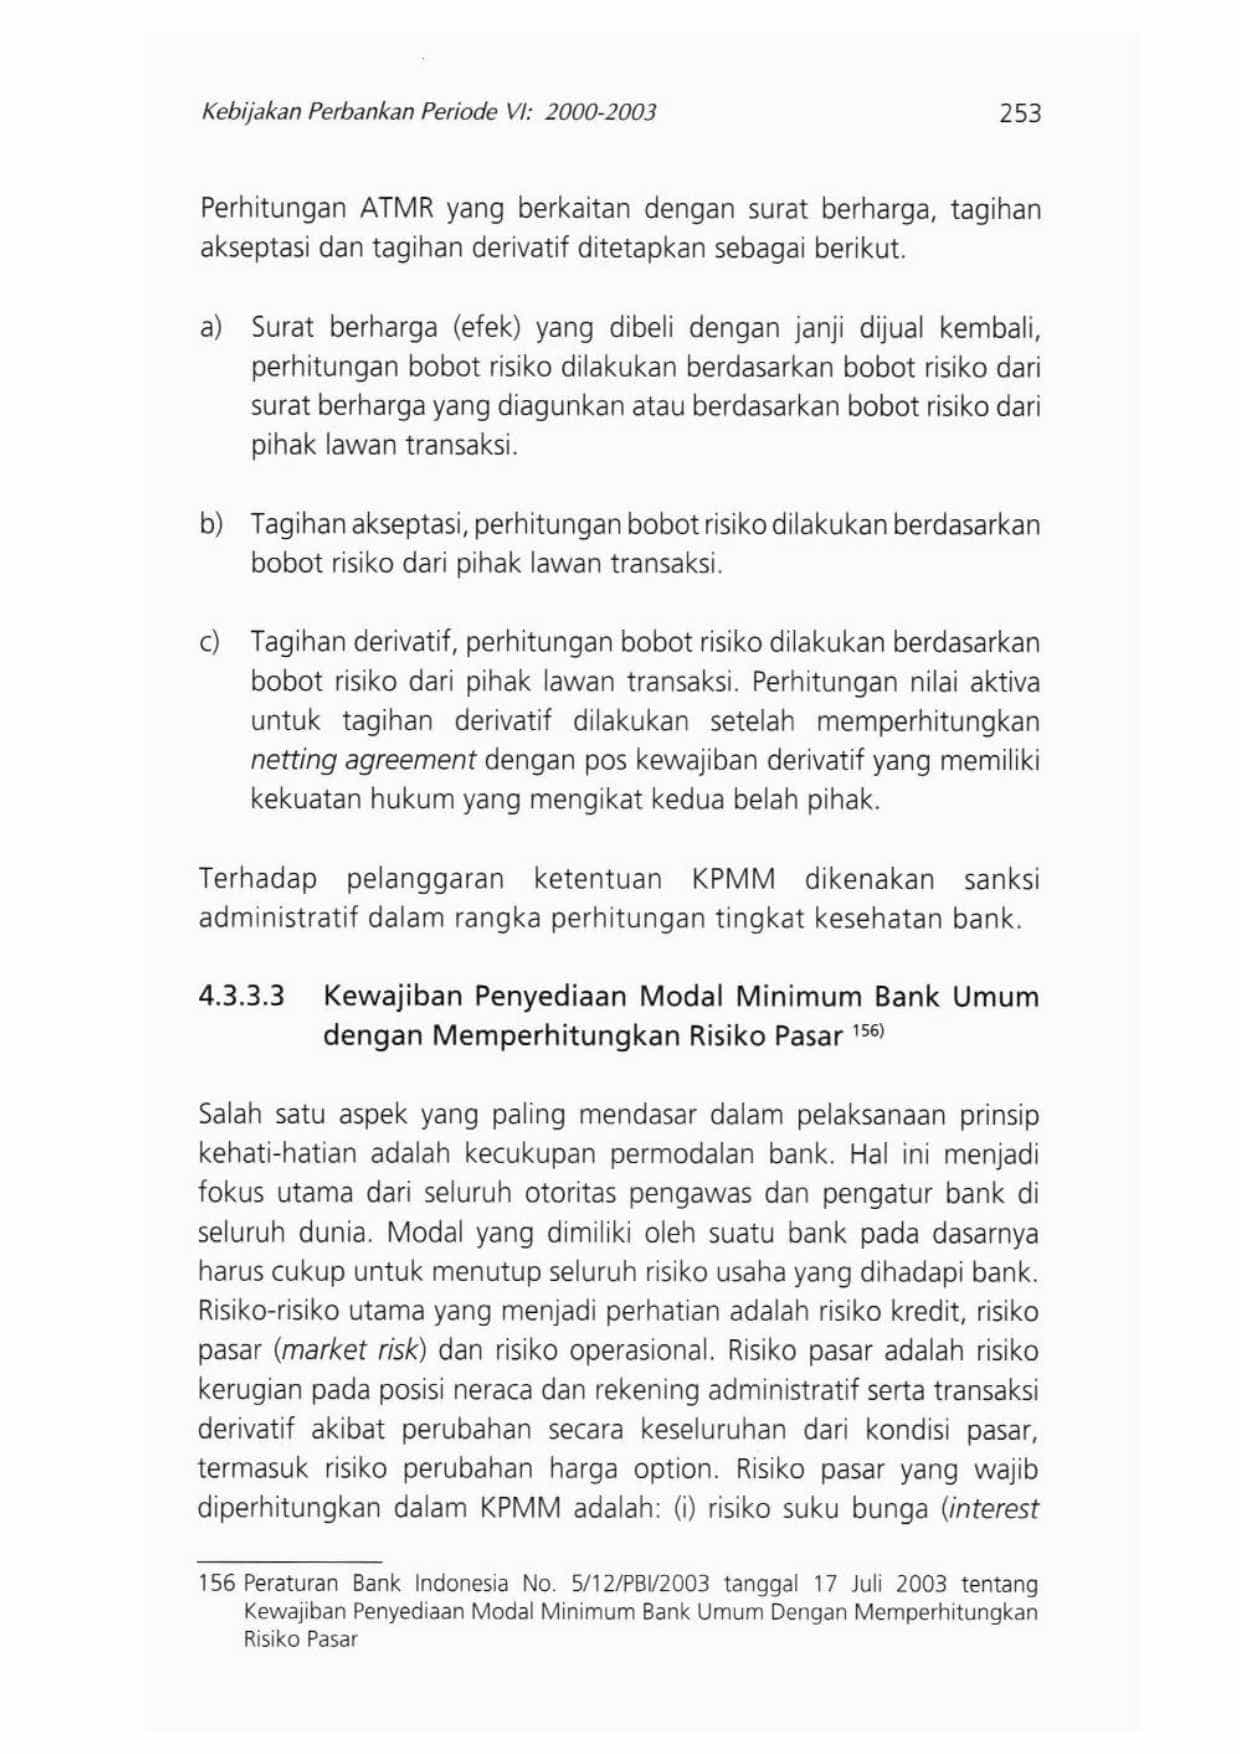 Kebijakan Perbankan Periode VI: 2000-2003 253
Perhitungan ATMR yang berkaitan dengan surat berharga, tagihan
akseptasi dan tagihan derivatif ditetapkan sebagai berikut.
a) Surat berharga (efek) yang dibeli dengan janji dijual kembali,
perhitungan bobot risiko dilakukan berdasarkan bobot risiko dari
surat berharga yang diagunkan atau berdasarkan bobot risiko dari
pihak lawan transaksi.
b) Tagihan akseptasi, perhitungan bobot risiko dilakukan berdasarkan
bobot risiko dari pihak lawan transaksi.
c) Tagihan derivatif, perhitungan bobot risiko dilakukan berdasarkan
bobot risiko dari pihak lawan transaksi. Perhitungan nilai aktiva
untuk tagihan derivatif dilakukan setelah memperhitungkan
netting agreement dengan pos kewajiban derivatif yang memiliki
kekuatan hukum yang mengikat kedua belah pihak.
Terhadap pelanggaran ketentuan KPMM dikenakan sanksi
administratif dalam rangka perhitungan tingkat kesehatan bank.
4.3.3.3 Kewajiban Penyediaan Modal Minimum Bank Umum
dengan Memperhitungkan Risiko Pasar 156)
Salah satu aspek yang paling mendasar dalam pelaksanaan prinsip
kehati-hatian adalah kecukupan permodalan bank. Hal ini menjadi
fokus utama dari seluruh otoritas pengawas dan pengatur bank di
seluruh dunia. Modal yang dimiliki oleh suatu bank pada dasarnya
harus cukup untuk menutup seluruh risiko usaha yang dihadapi bank.
Risiko-risiko utama yang menjadi perhatian adalah risiko kredit, risiko
pasar (market risk) dan risiko operasional. Risiko pasar adalah risiko
kerugian pada posisi neraca dan rekening administratif serta transaksi
derivatif akibat perubahan secara keseluruhan dari kondisi pasar,
termasuk risiko perubahan harga option. Risiko pasar yang wajib
diperhitungkan dalam KPMM adalah: (i) risiko suku bunga (interest
156 Peraturan Bank Indonesia No. 5/12/PBI/2003 tanggal 17 Juli 2003 tentang
Kewajiban Penyediaan Modal Minimum Bank Umum Dengan Memperhitungkan
Risiko Pasar